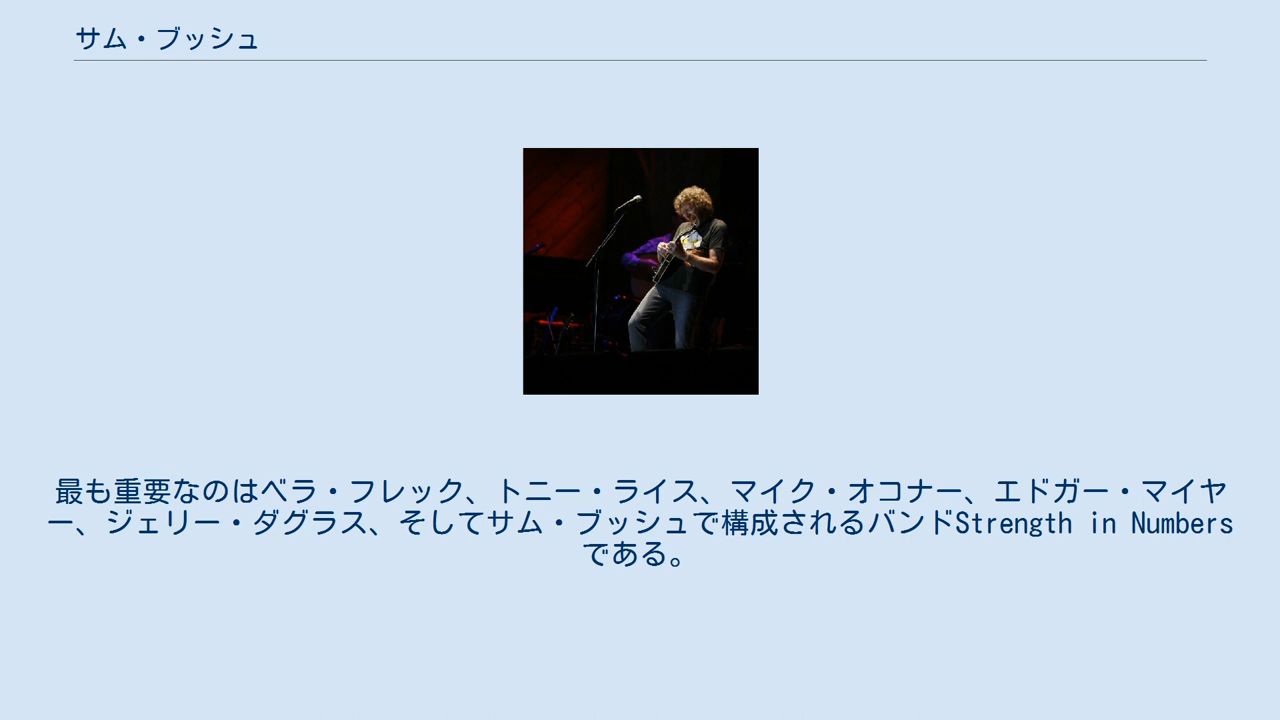 サム・ブッシュ
最も重要なのはベラ・フレック、トニー・ライス、マイク・オコナー、エドガー・マイヤ
ー、ジェリー・ダグラス、そしてサム・ブッシュで構成されるバンドStrength in Numbers
である。